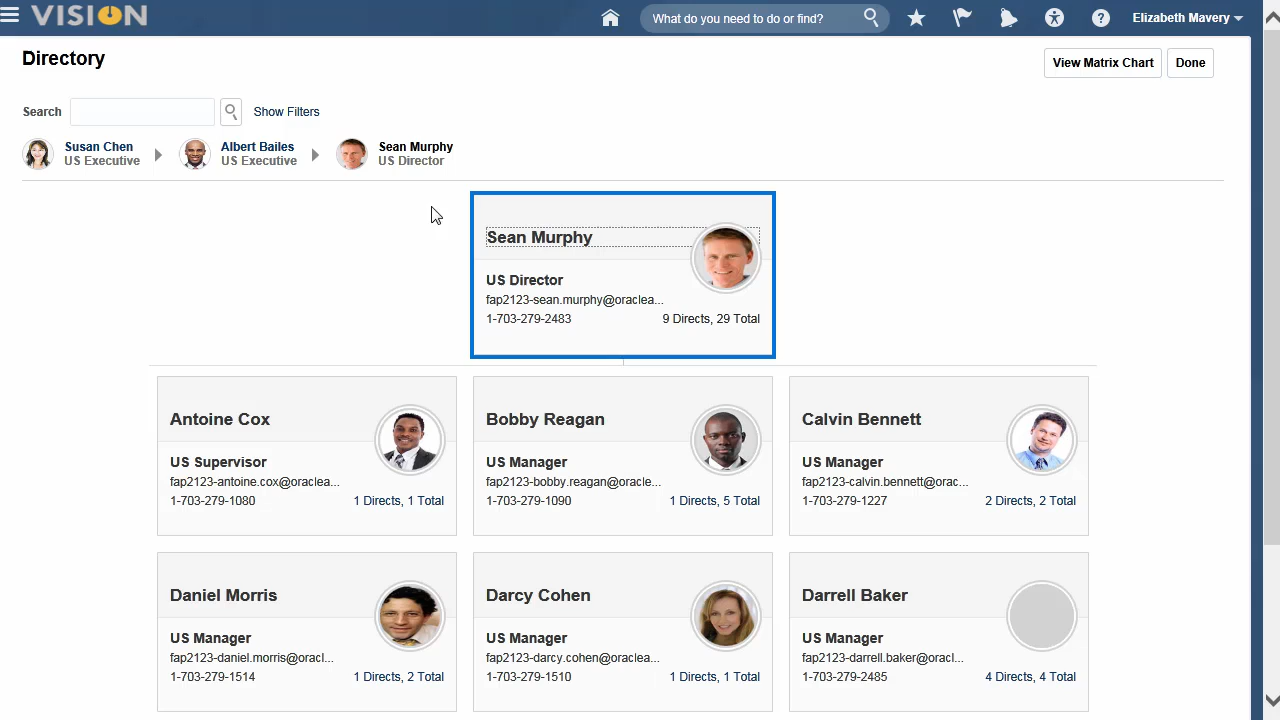 VISION
What do you need to do or find?
Elizabeth Mavery
Directory
View Matrix Chart
Done
Search
Show Filters
Susan Chen
US Executive
Albert Bailes
US Executive
Sean Murphy
US Director
Sean Murphy
US Director
fap2123-sean.murphy@oraclea...
1-703-279-2483
9 Directs, 29 Total
Antoine Cox
US Supervisor
fap2123-antoine.cox@oraclea...
1-703-279-1080
1 Directs, 1 Total
Bobby Reagan
US Manager
fap2123-bobby.reagan@oracle...
1-703-279-1090
1 Directs, 5 Total
Calvin Bennett
US Manager
fap2123-calvin.bennett@orac...
1-703-279-1227
2 Directs, 2 Total
Daniel Morris
US Manager
fap2123-daniel.morris@oracl...
1-703-279-1514
1 Directs, 2 Total
Darcy Cohen
US Manager
fap2123-darcy.cohen@oraclea...
1-703-279-1510
1 Directs, 1 Total
Darrell Baker
US Manager
fap2123-darrell.baker@oracl...
1-703-279-2485
4 Directs, 4 Total